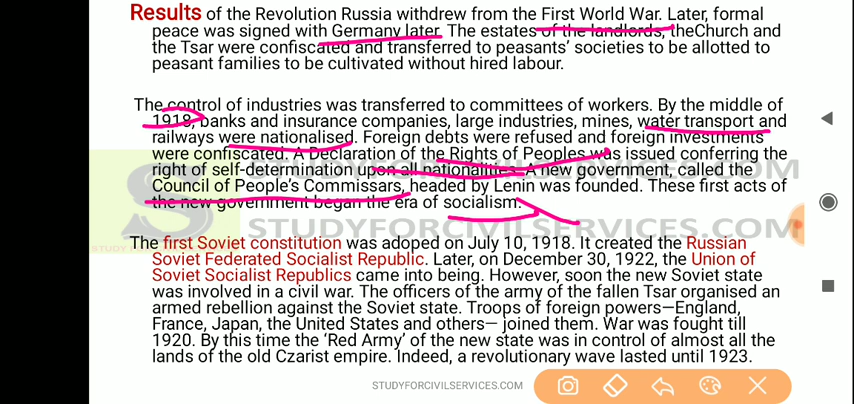 Results of the Revolution Russia withdrew from the First World War. Later, formal
peace was signed with Germany later. The estates of the landlords, theChurch and
the Tsar were confiscated and transferred to peasants' societies to be allotted to
peasant families to be cultivated without hired labour.
The control of industries was transferred to committees of workers. By the middle of
1918, banks and insurance companies, large industries, mines, water transport and
railways were nationalised. Foreign debts were refused and foreign investments
were confiscated. A Declaration of the Rights of Peoples was issued conferring the
right of self-determination upon all nationalities. A new government, called the
Council of People's Commissars, headed by Lenin was founded. These first acts of
the new government began the era of socialism.
STUDYFORCIVILSERVICES.COM
The first Soviet constitution was adoped on July 10, 1918. It created the Russian
Soviet Federated Socialist Republic. Later, on December 30, 1922, the Union of
Soviet Socialist Republics came into being. However, soon the new Soviet state
was involved in a civil war. The officers of the army of the fallen Tsar organised an
armed rebellion against the Soviet state. Troops of foreign powers—England,
France, Japan, the United States and others— joined them. War was fought till
1920. By this time the 'Red Army' of the new state was in control of almost all the
lands of the old Czarist empire. Indeed, a revolutionary wave lasted until 1923.
STUDYFORCIVILSERVICES.COM